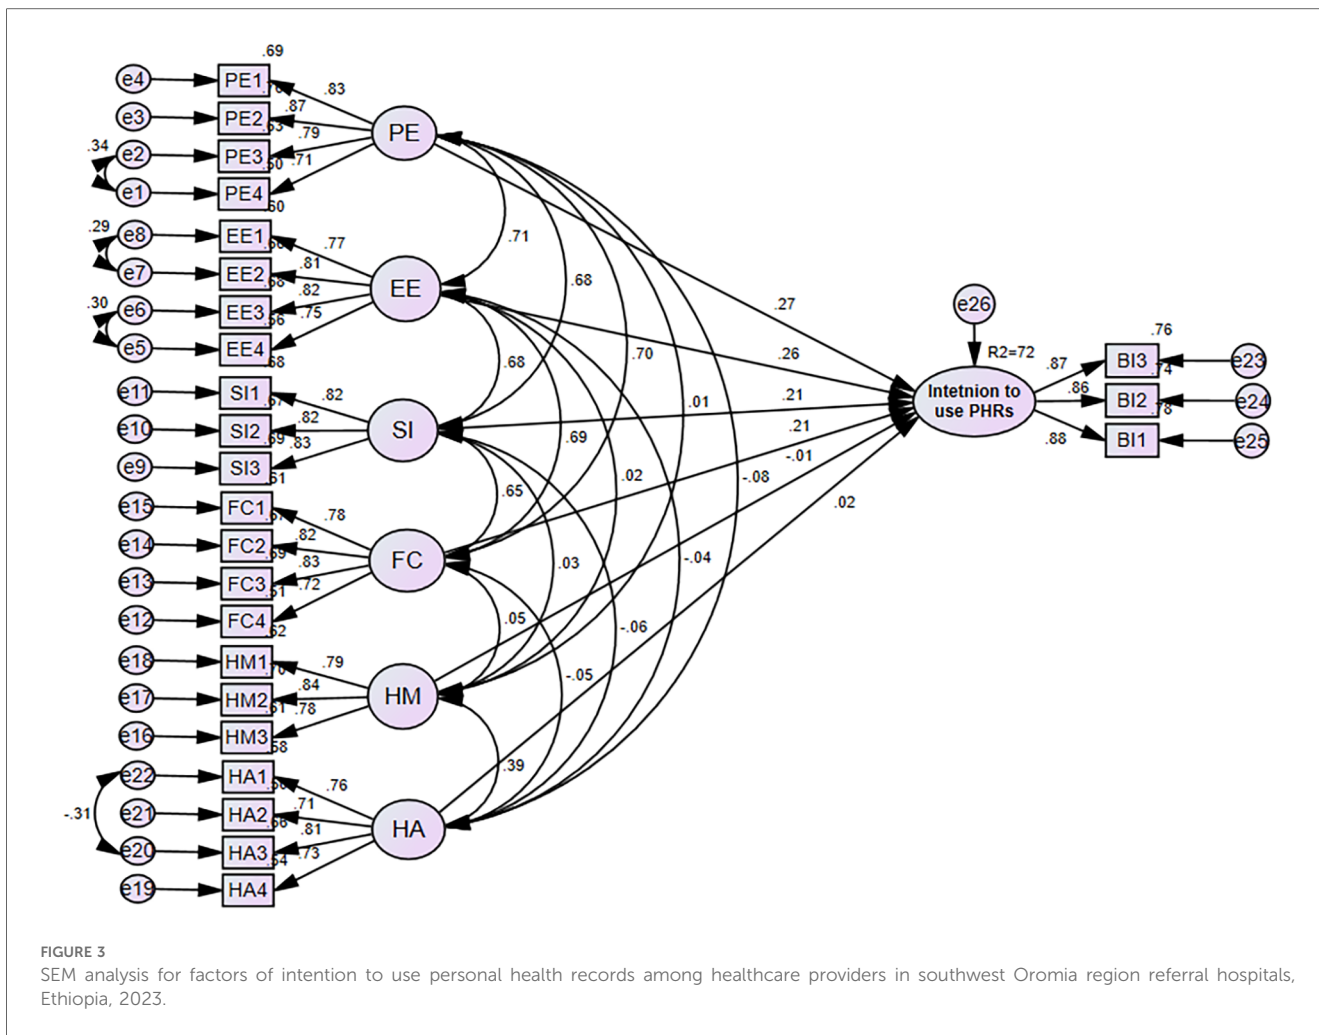 .69
e4 PE1 .83
e3 PE2 .87
.34 e2 PE3 .79
e1 PE4 .71
PE
.60
.29 e8 EE1 .77
e7 EE2 .81
.30 e6 EE3 .82
e5 EE4 .75
EE
.68
e11 SI1 .82
e10 SI2 .82
e9 SI3 .83
SI
e15 FC1 .78
e14 FC2 .82
e13 FC3 .83
e12 FC4 .72
FC
e18 HM1 .79
e17 HM2 .84
e16 HM3 .78
HM
e22 HA1 .76
e21 HA2 .71
-.31 e20 HA3 .81
e19 HA4 .73
HA
.71
.68
.68
.70
.01
.69
.02
-.08
.65
.03
-.04
.05
-.06
-.05
.39
.27
.26
.21
.21
-.01
.02
e26
R2=72
Intetnion to
use PHRs
.76
.87 BI3 e23
.86 BI2 e24
.88 BI1 e25
FIGURE 3
SEM analysis for factors of intention to use personal health records among healthcare providers in southwest Oromia region referral hospitals,
Ethiopia, 2023.